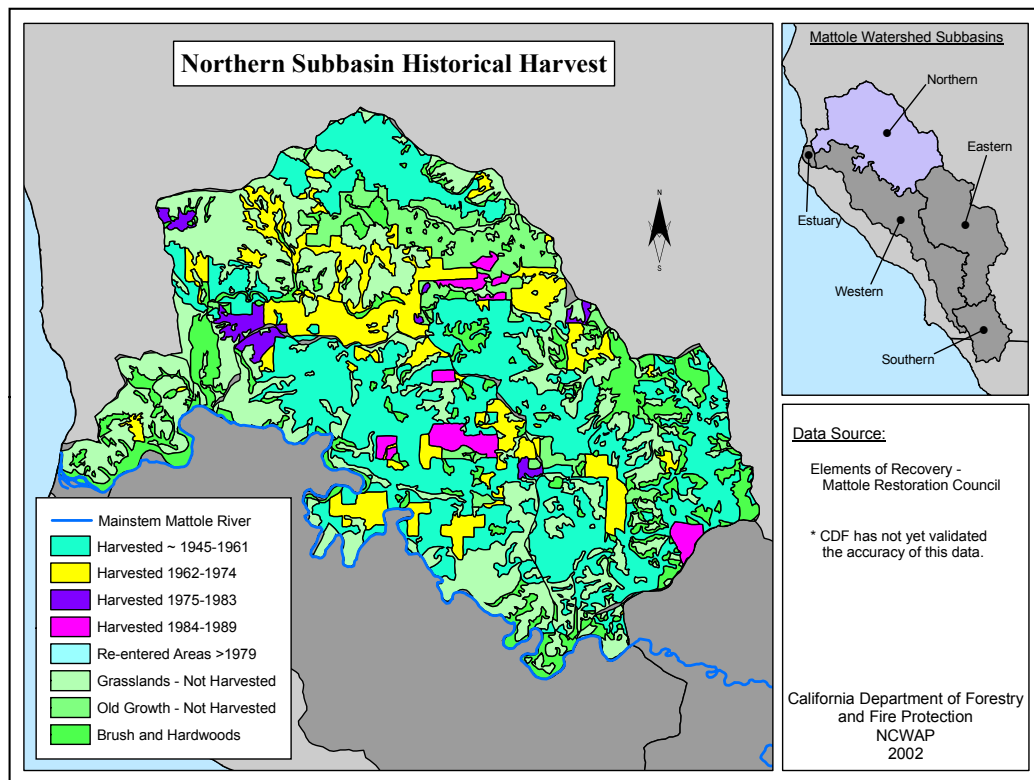 Northern Subbasin Historical Harvest
N
S
Mainstem Mattole River
Harvested ~ 1945-1961
Harvested 1962-1974
Harvested 1975-1983
Harvested 1984-1989
Re-entered Areas >1979
Grasslands - Not Harvested
Old Growth - Not Harvested
Brush and Hardwoods
Mattole Watershed Subbasins
Northern
Eastern
Estuary
Western
Southern
Data Source:
Elements of Recovery -
Mattole Restoration Council
* CDF has not yet validated
the accuracy of this data.
California Department of Forestry
and Fire Protection
NCWAP
2002